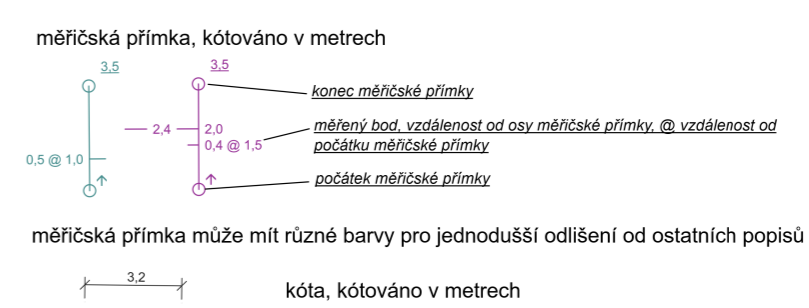 měřičská přímka, kótováno v metrech
3,5
3,5
konec měřičské přímky
2,4
2,0
měřený bod, vzdálenost od osy měřičské přímky, @ vzdálenost od
počátku měřičské přímky
0,4 @ 1,5
0,5 @ 1,0
počátek měřičské přímky
měřičská přímka může mít různé barvy pro jednodušší odlišení od ostatních popisů
3,2
kóta, kótováno v metrech